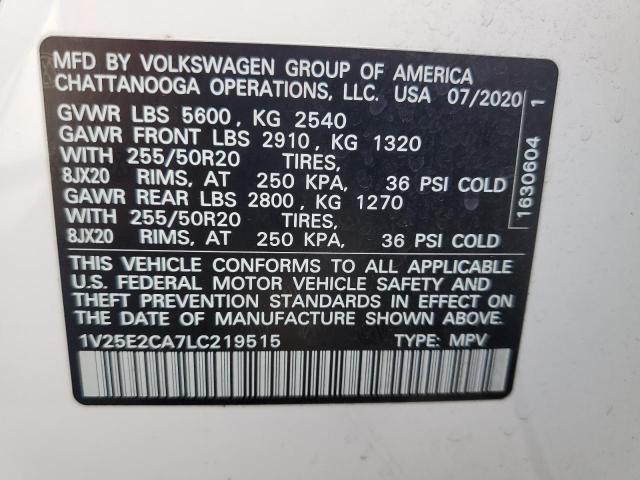 MFD BY VOLKSWAGEN GROUP OF AMERICA
CHATTANOOGA OPERATIONS, LLC. USA 07/2020
GVWR LBS 5600, KG 2540
GAWR FRONT LBS 2910, KG 1320
WITH 255/50R20 TIRES,
8JX20 RIMS, AT 250 KPA, 36 PSI COLD
GAWR REAR LBS 2800, KG 1270
WITH 255/50R20 TIRES,
8JX20 RIMS, AT 250 KPA, 36 PSI COLD
THIS VEHICLE CONFORMS TO ALL APPLICABLE
U.S. FEDERAL MOTOR VEHICLE SAFETY AND
THEFT PREVENTION STANDARDS IN EFFECT ON
THE DATE OF MANUFACTURE SHOWN ABOVE.
1V25E2CA7LC219515 TYPE: MPV
1630604 1